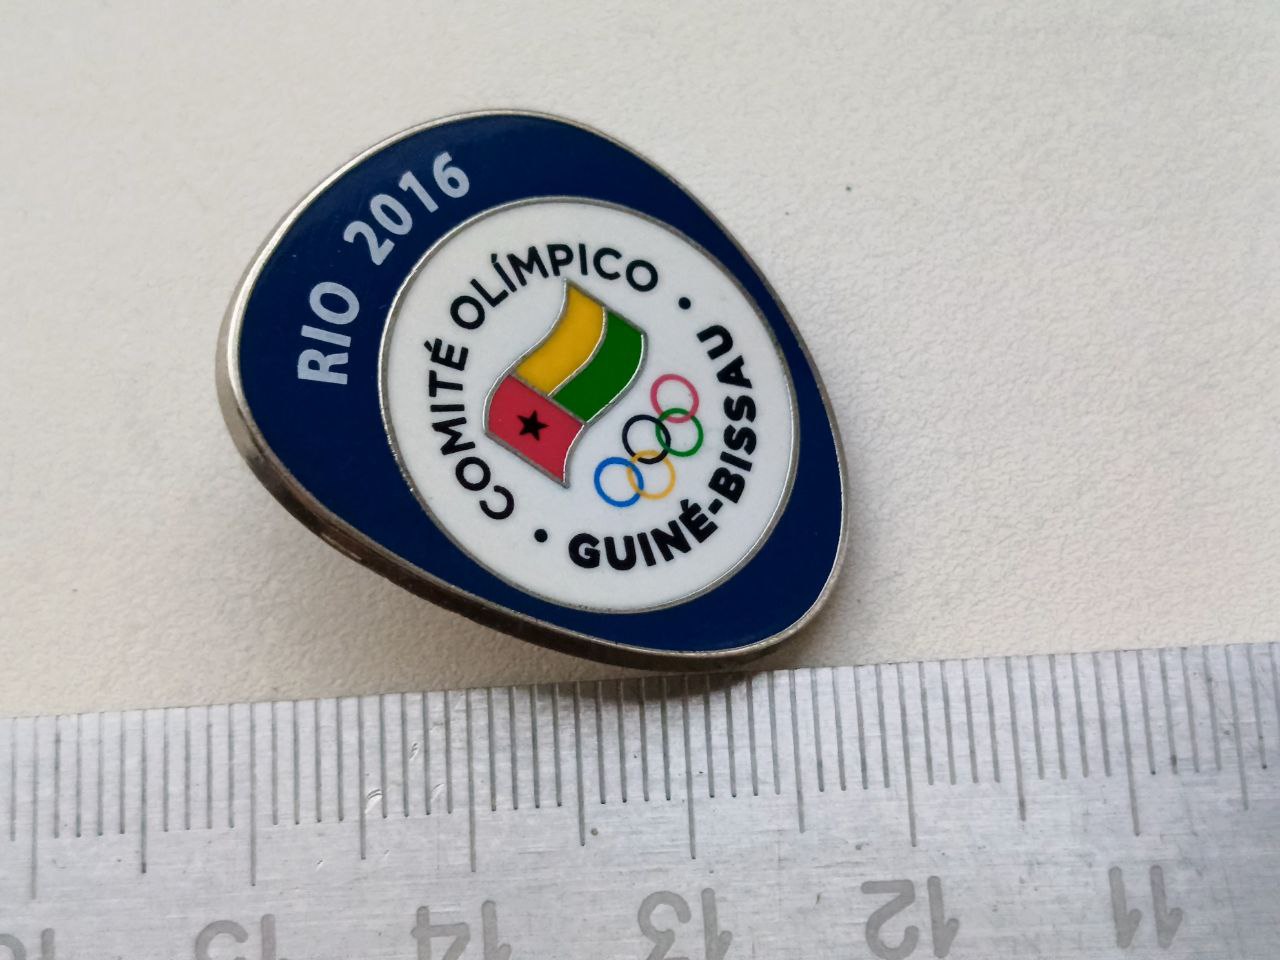 RIO 2016
COMITÉ OLÍMPICO
• GUINÉ-BISSAU •
15 14 13 12 11